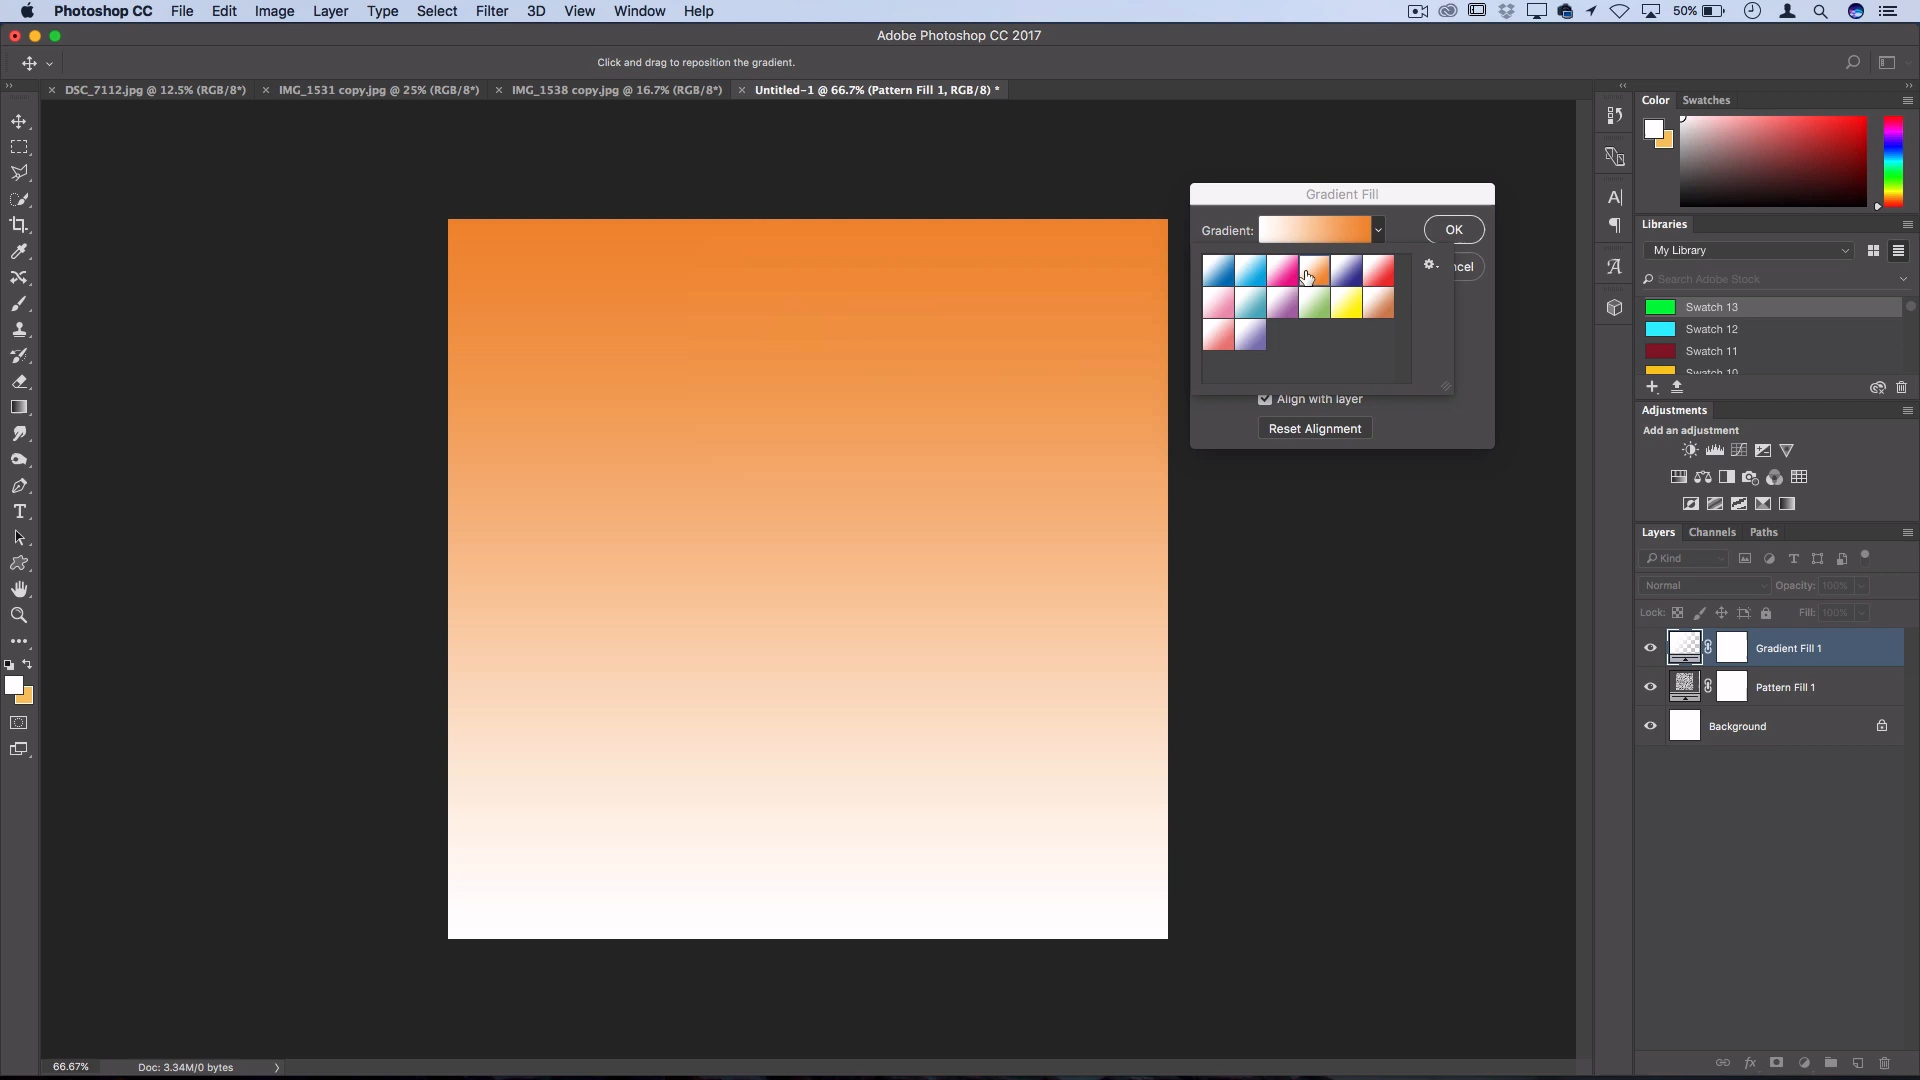 Photoshop CC File Edit Image Layer Type Select Filter 3D View Window Help 50%
Adobe Photoshop CC 2017
Click and drag to reposition the gradient.
DSC_7112.jpg @ 12.5% (RGB/8*) IMG_1531 copy.jpg @ 25% (RGB/8*) IMG_1538 copy.jpg @ 16.7% (RGB/8*) Untitled-1 @ 66.7% (Pattern Fill 1, RGB/8) *
Color Swatches
Gradient Fill
Gradient: OK
ncel
Align with layer
Reset Alignment
Libraries
My Library
Search Adobe Stock
Swatch 13
Swatch 12
Swatch 11
Swatch 10
Adjustments
Add an adjustment
Layers Channels Paths
Kind
Normal Opacity: 100%
Lock: Fill: 100%
Gradient Fill 1
Pattern Fill 1
Background
66.67% Doc: 3.34M/0 bytes